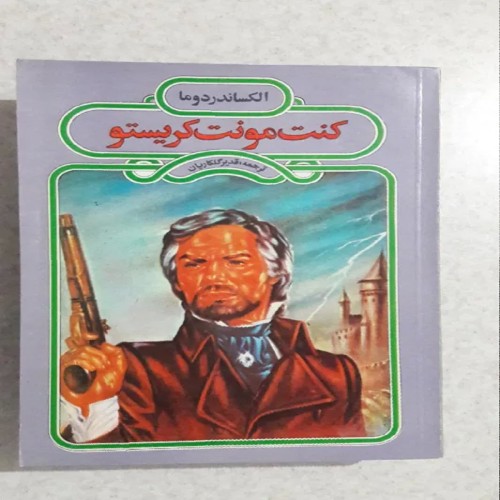 الکساندر دوما
کنت مونت کریستو
ترجمه: قدیر گلکاریان